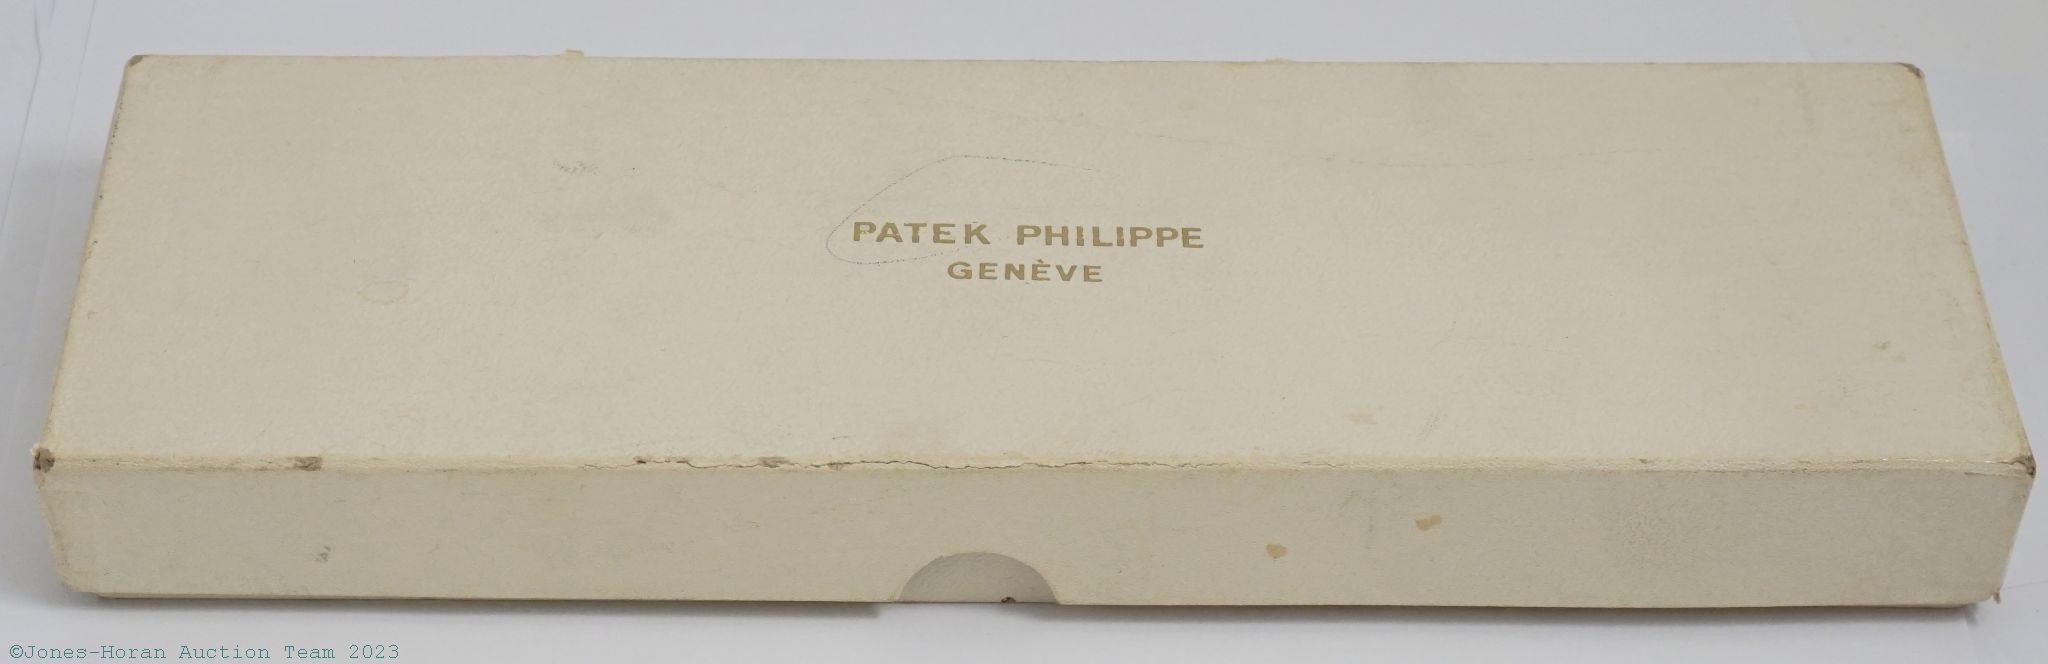 PATEK PHILIPPE
GENÈVE
©Jones-Horan Auction Team 2023